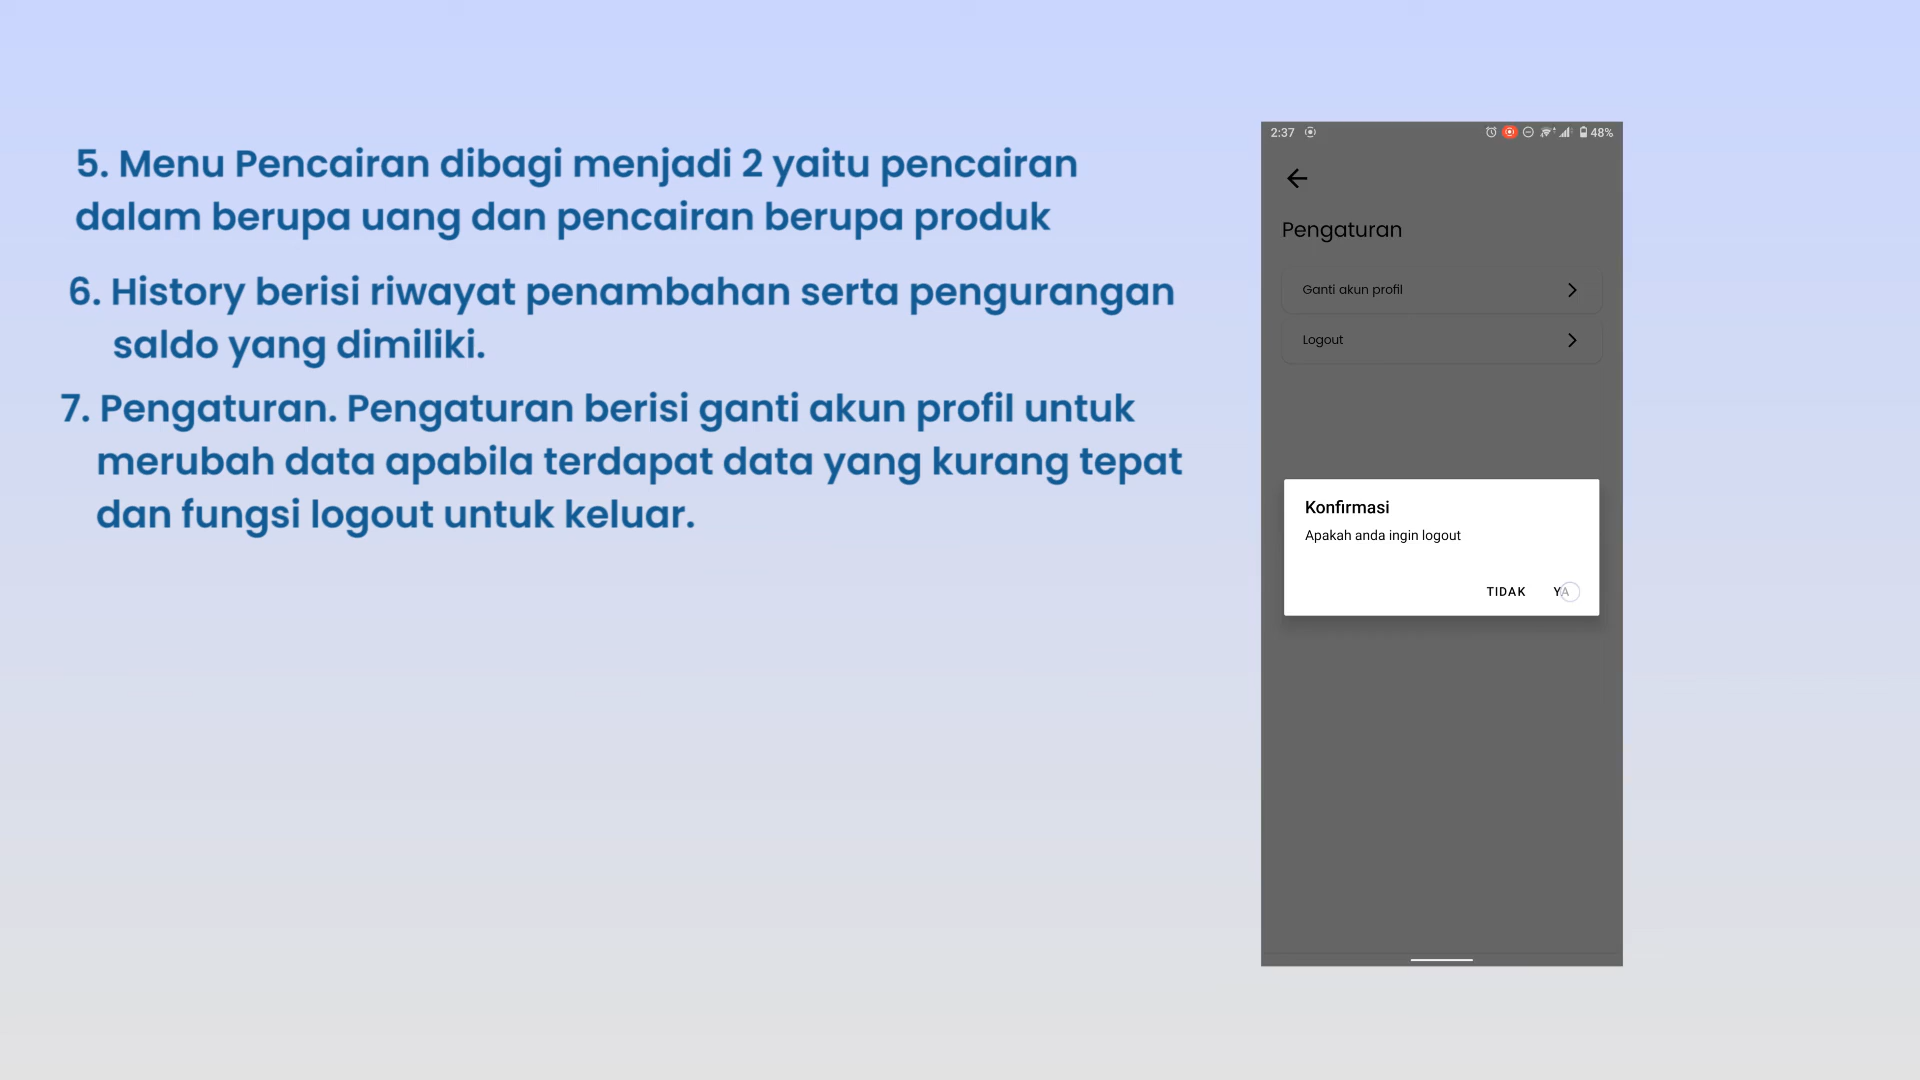 5. Menu Pencairan dibagi menjadi 2 yaitu pencairan
dalam berupa uang dan pencairan berupa produk
6. History berisi riwayat penambahan serta pengurangan
saldo yang dimiliki.
7. Pengaturan. Pengaturan berisi ganti akun profil untuk
merubah data apabila terdapat data yang kurang tepat
dan fungsi logout untuk keluar.
2:37
48%
Pengaturan
Ganti akun profil
Logout
Konfirmasi
Apakah anda ingin logout
TIDAK
YA